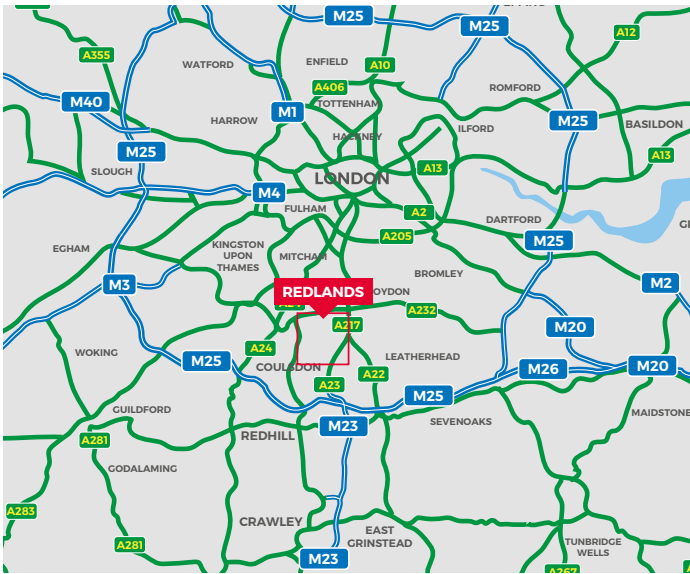 M25
M25
A12
A355
WATFORD
ENFIELD
A10
A406
ROMFORD
M40
TOTTENHAM
M1
HARROW
HACKNEY
ILFORD
M25
BASILDON
M25
A13
A13
SLOUGH
LONDON
M4
FULHAM
A2
DARTFORD
A205
M25
EGHAM
KINGSTON
UPON
THAMES
MITCHAM
BROMLEY
M3
M2
REDLANDS
OYDON
A232
A217
M20
WOKING
A24
M25
COULSDON
LEATHERHEAD
A22
A23
M26
M20
M25
GUILDFORD
SEVENOAKS
MAIDSTONE
M23
REDHILL
A281
GODALMING
A283
CRAWLEY
A281
EAST
GRINSTEAD
M23
TUNBRIDGE
WELLS
A267